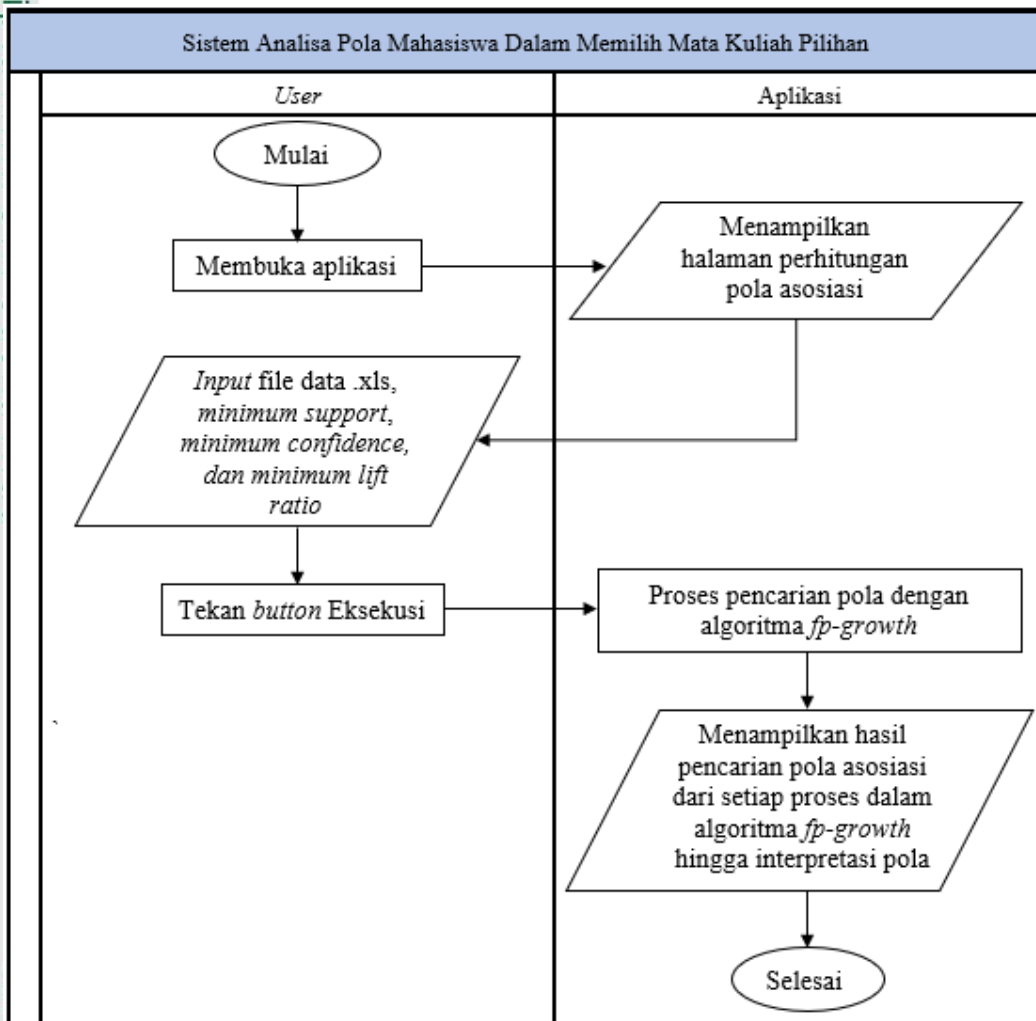 Sistem Analisa Pola Mahasiswa Dalam Memilih Mata Kuliah Pilihan
User
Aplikasi
Mulai
Membuka aplikasi
Menampilkan
halaman perhitungan
pola asosiasi
Input file data .xls,
minimum support,
minimum confidence,
dan minimum lift
ratio
Tekan button Eksekusi
Proses pencarian pola dengan
algoritma fp-growth
Menampilkan hasil
pencarian pola asosiasi
dari setiap proses dalam
algoritma fp-growth
hingga interpretasi pola
Selesai